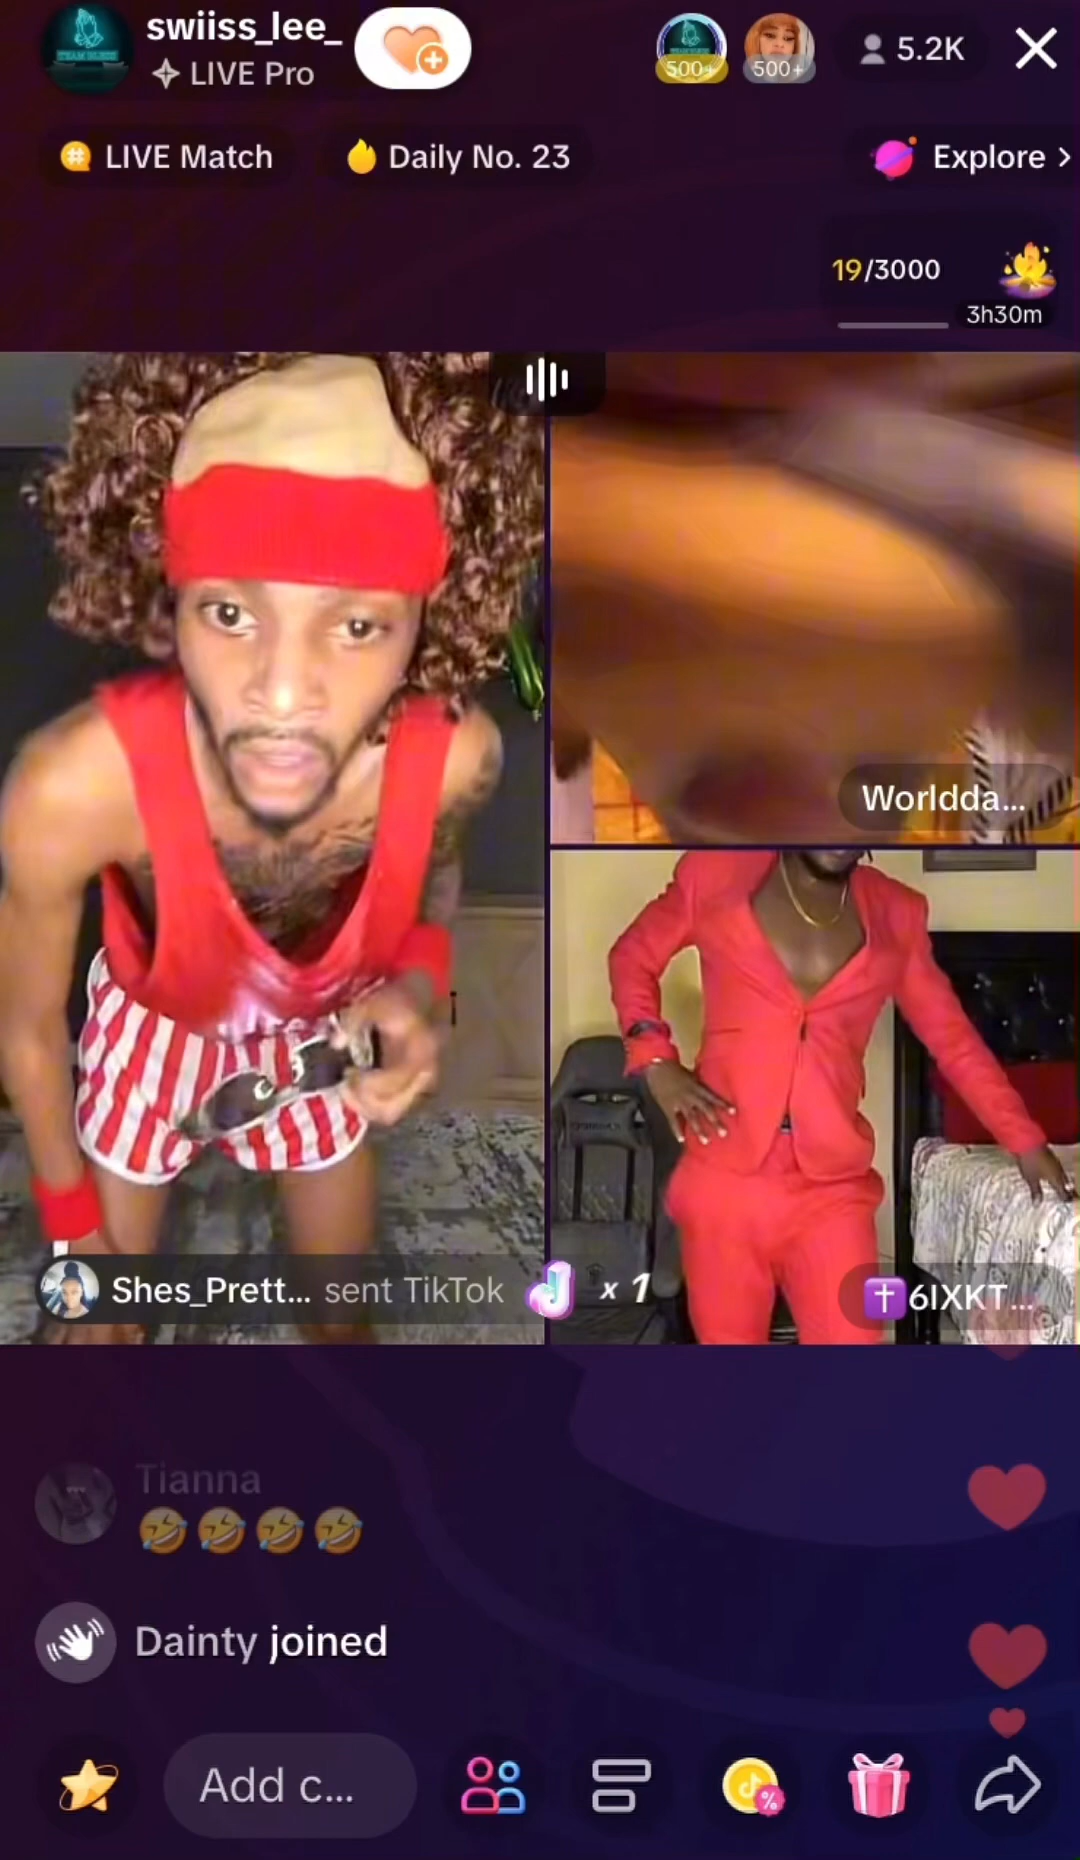 swiiss_lee_
LIVE Pro
500+
500+
5.2K
LIVE Match
Daily No. 23
Explore >
19/3000
3h30m
Worldda...
Shes_Prett... sent TikTok x 1
6IXKT...
Tianna
Dainty joined
Add c...